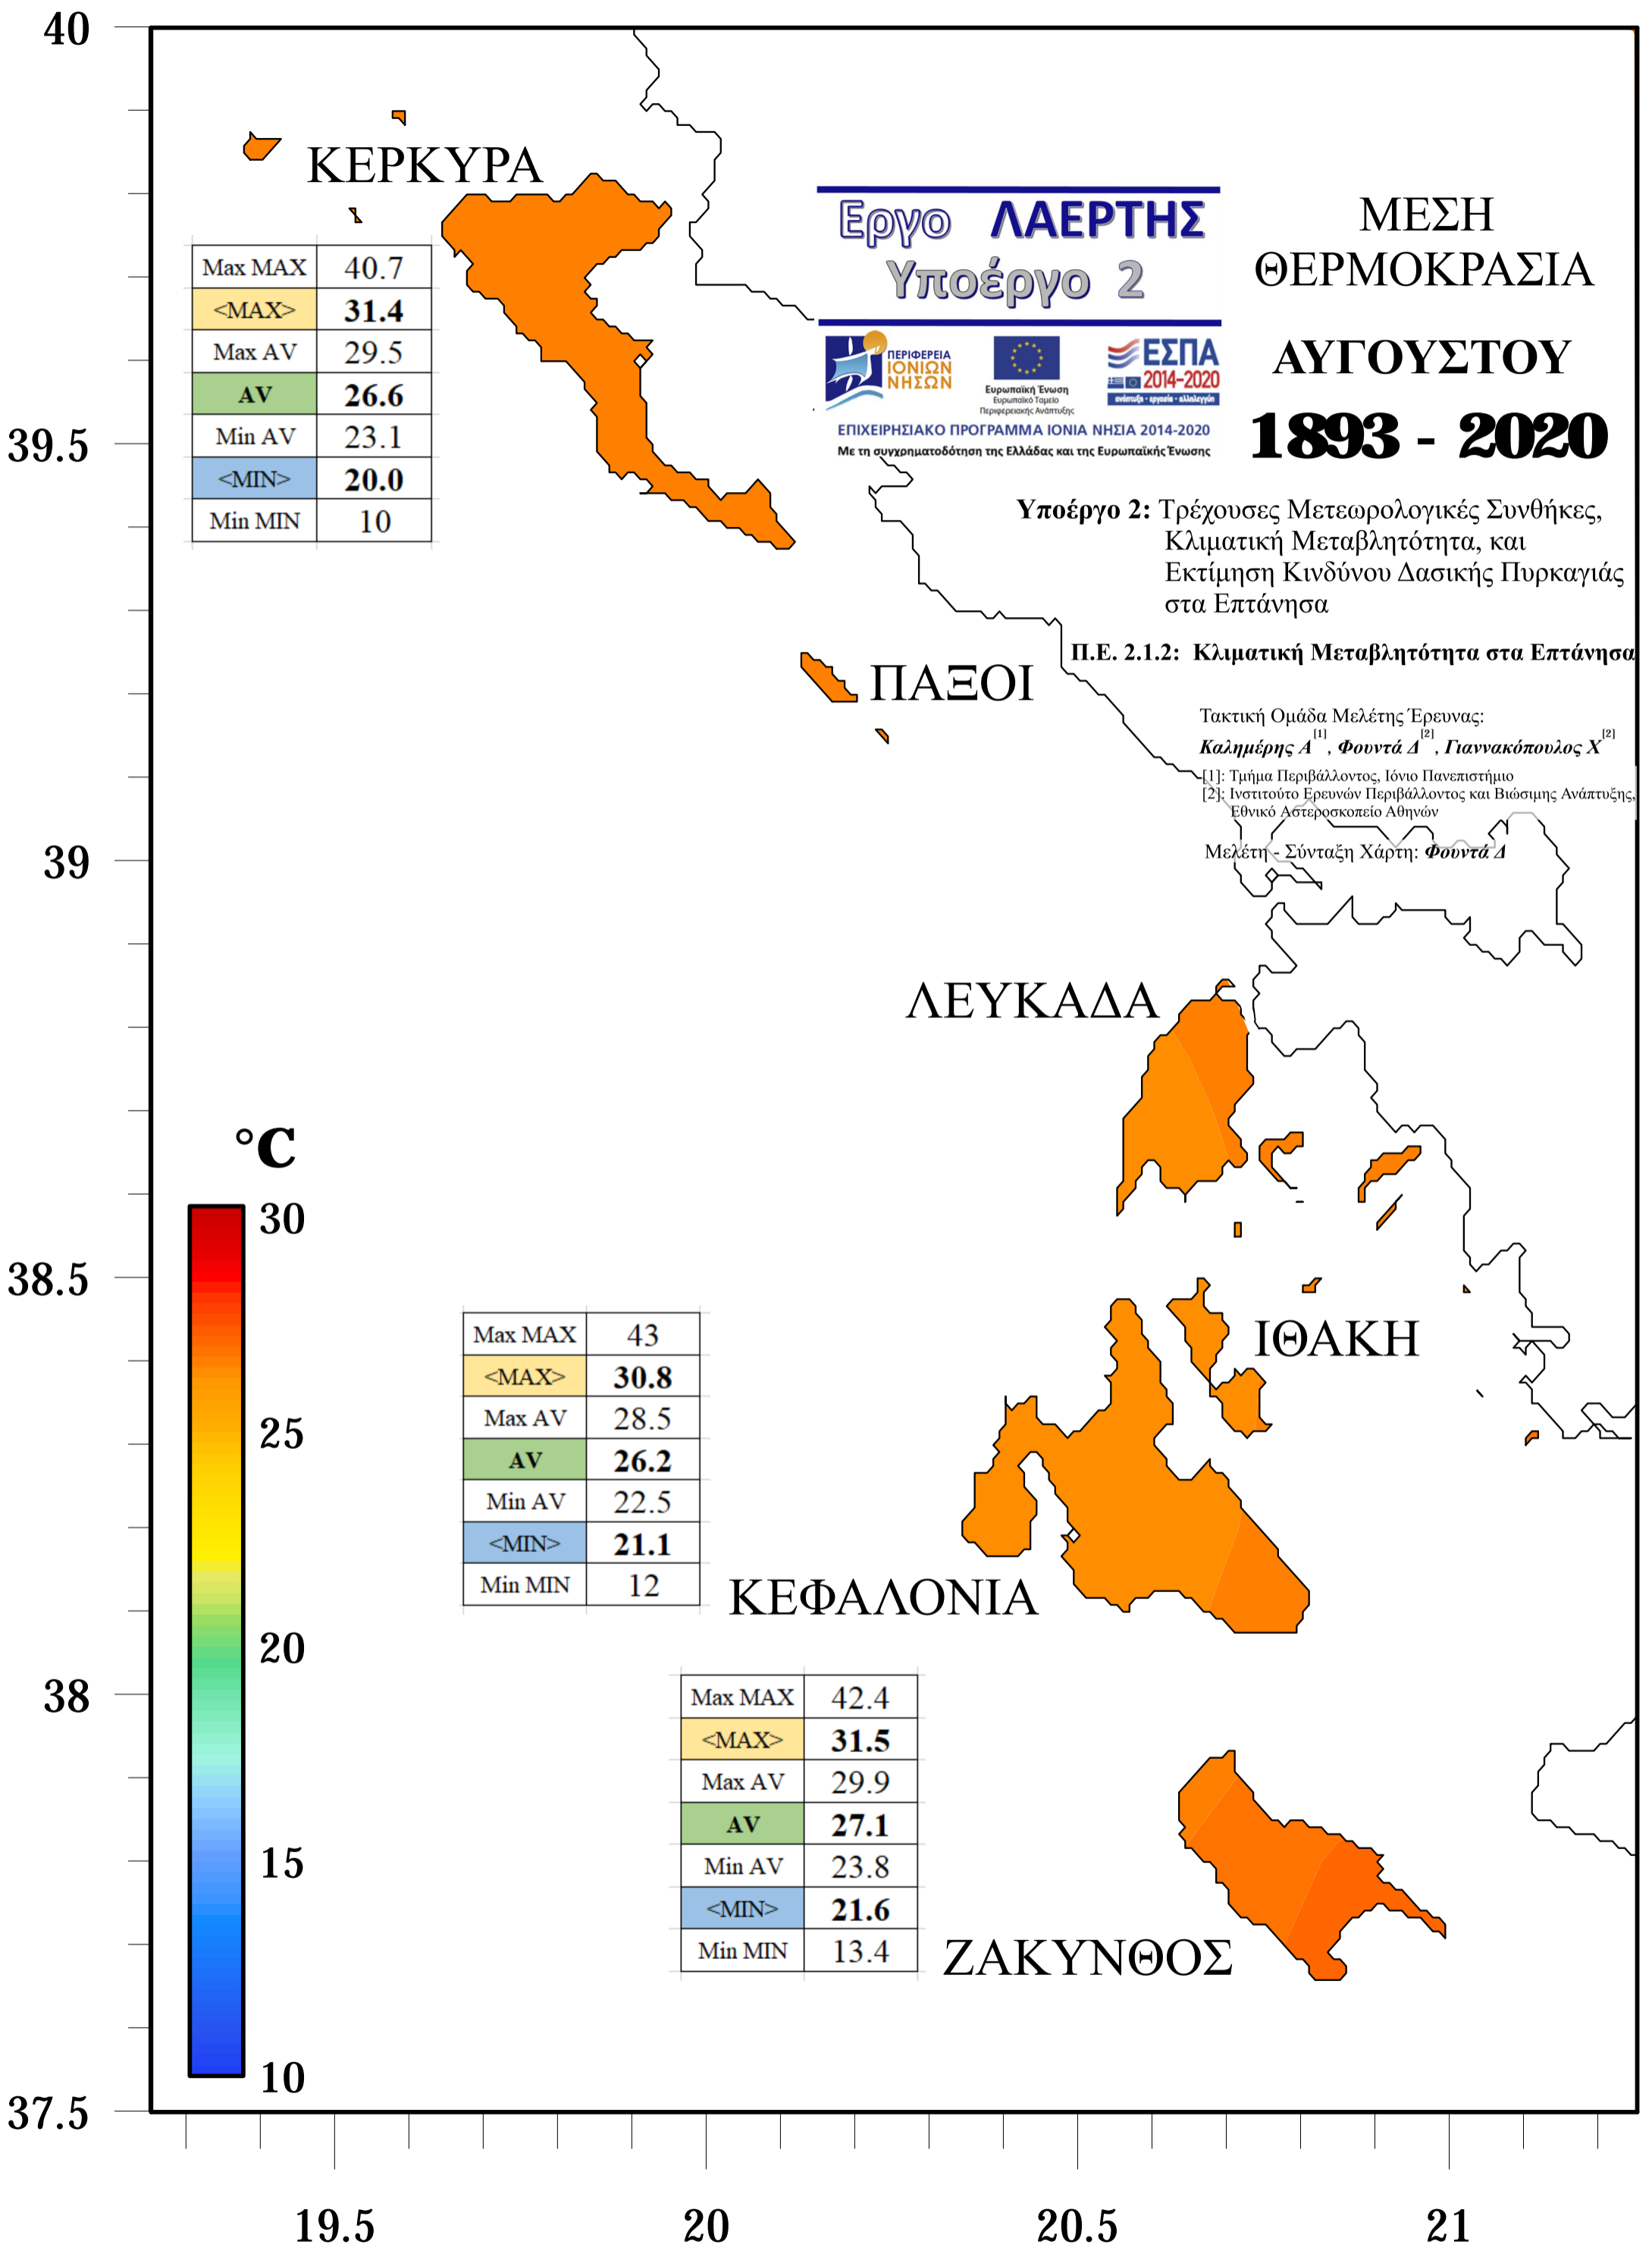 40
39.5
39
38.5
38
37.5
19.5
20
20.5
21
ΚΕΡΚΥΡΑ
Max MAX 40.7
<MAX> 31.4
Max AV 29.5
AV 26.6
Min AV 23.1
<MIN> 20.0
Min MIN 10
Εργο ΛΑΕΡΤΗΣ
Υποέργο 2
ΠΕΡΙΦΕΡΕΙΑ
ΙΟΝΙΩΝ
ΝΗΣΩΝ
Ευρωπαϊκή Ένωση
Ευρωπαϊκό Ταμείο
Περιφερειακής Ανάπτυξης
ΕΣΠΑ
2014-2020
ανάπτυξη - εργασία - αλληλεγγύη
ΕΠΙΧΕΙΡΗΣΙΑΚΟ ΠΡΟΓΡΑΜΜΑ ΙΟΝΙΑ ΝΗΣΙΑ 2014-2020
Με τη συγχρηματοδότηση της Ελλάδας και της Ευρωπαϊκής Ένωσης
ΜΕΣΗ
ΘΕΡΜΟΚΡΑΣΙΑ
ΑΥΓΟΥΣΤΟΥ
1893 - 2020
Υποέργο 2: Τρέχουσες Μετεωρολογικές Συνθήκες,
Κλιματική Μεταβλητότητα, και
Εκτίμηση Κινδύνου Δασικής Πυρκαγιάς
στα Επτάνησα
Π.Ε. 2.1.2: Κλιματική Μεταβλητότητα στα Επτάνησα
Τακτική Ομάδα Μελέτης Έρευνας:
Καλημέρης Α[1], Φουντά Δ[2], Γιαννακόπουλος Χ[2]
[1]: Τμήμα Περιβάλλοντος, Ιόνιο Πανεπιστήμιο
[2]: Ινστιτούτο Ερευνών Περιβάλλοντος και Βιώσιμης Ανάπτυξης,
Εθνικό Αστεροσκοπείο Αθηνών
Μελέτη - Σύνταξη Χάρτη: Φουντά Δ
ΠΑΞΟΙ
ΛΕΥΚΑΔΑ
ΙΘΑΚΗ
°C
30
25
20
15
10
Max MAX 43
<MAX> 30.8
Max AV 28.5
AV 26.2
Min AV 22.5
<MIN> 21.1
Min MIN 12
ΚΕΦΑΛΟΝΙΑ
Max MAX 42.4
<MAX> 31.5
Max AV 29.9
AV 27.1
Min AV 23.8
<MIN> 21.6
Min MIN 13.4
ΖΑΚΥΝΘΟΣ